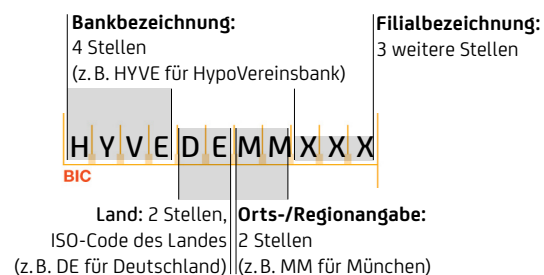 Bankbezeichnung:
4 Stellen
(z. B. HYVE für HypoVereinsbank)
Filialbezeichnung:
3 weitere Stellen
HYVEDEMMXXX
BIC
Land: 2 Stellen,
ISO-Code des Landes
(z. B. DE für Deutschland)
Orts-/Regionangabe:
2 Stellen
(z. B. MM für München)